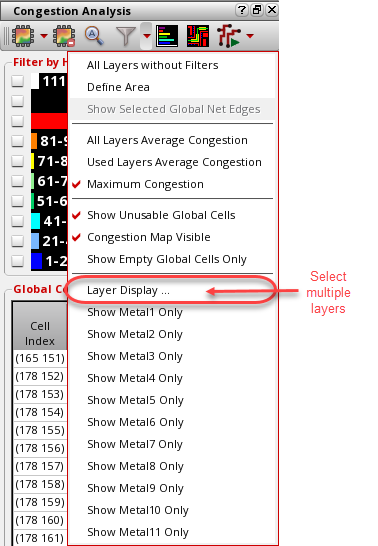 Congestion Analysis
Filter by H
111
81-9
71-8
61-7
51-6
41-
21-4
1-2
All Layers without Filters
Define Area
Show Selected Global Net Edges
All Layers Average Congestion
Used Layers Average Congestion
Maximum Congestion
Show Unusable Global Cells
Congestion Map Visible
Show Empty Global Cells Only
Layer Display ...
Show Metal1 Only
Show Metal2 Only
Show Metal3 Only
Show Metal4 Only
Show Metal5 Only
Show Metal6 Only
Show Metal7 Only
Show Metal8 Only
Show Metal9 Only
Show Metal10 Only
Show Metal11 Only
Select
multiple
layers
Global Co
Cell
Index
(165 151)
(178 152)
(178 153)
(178 154)
(178 155)
(178 156)
(178 157)
(178 158)
(178 159)
(178 160)
(178 161)